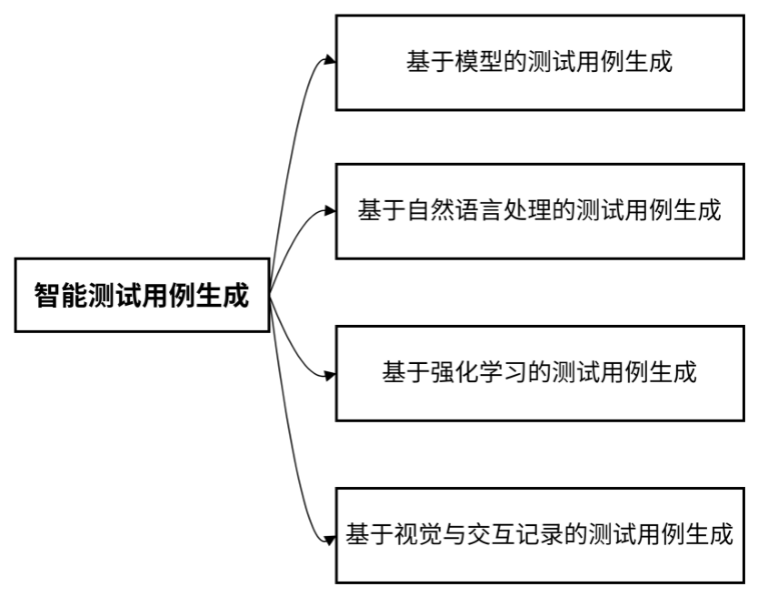 基于模型的测试用例生成
基于自然语言处理的测试用例生成
智能测试用例生成
基于强化学习的测试用例生成
基于视觉与交互记录的测试用例生成